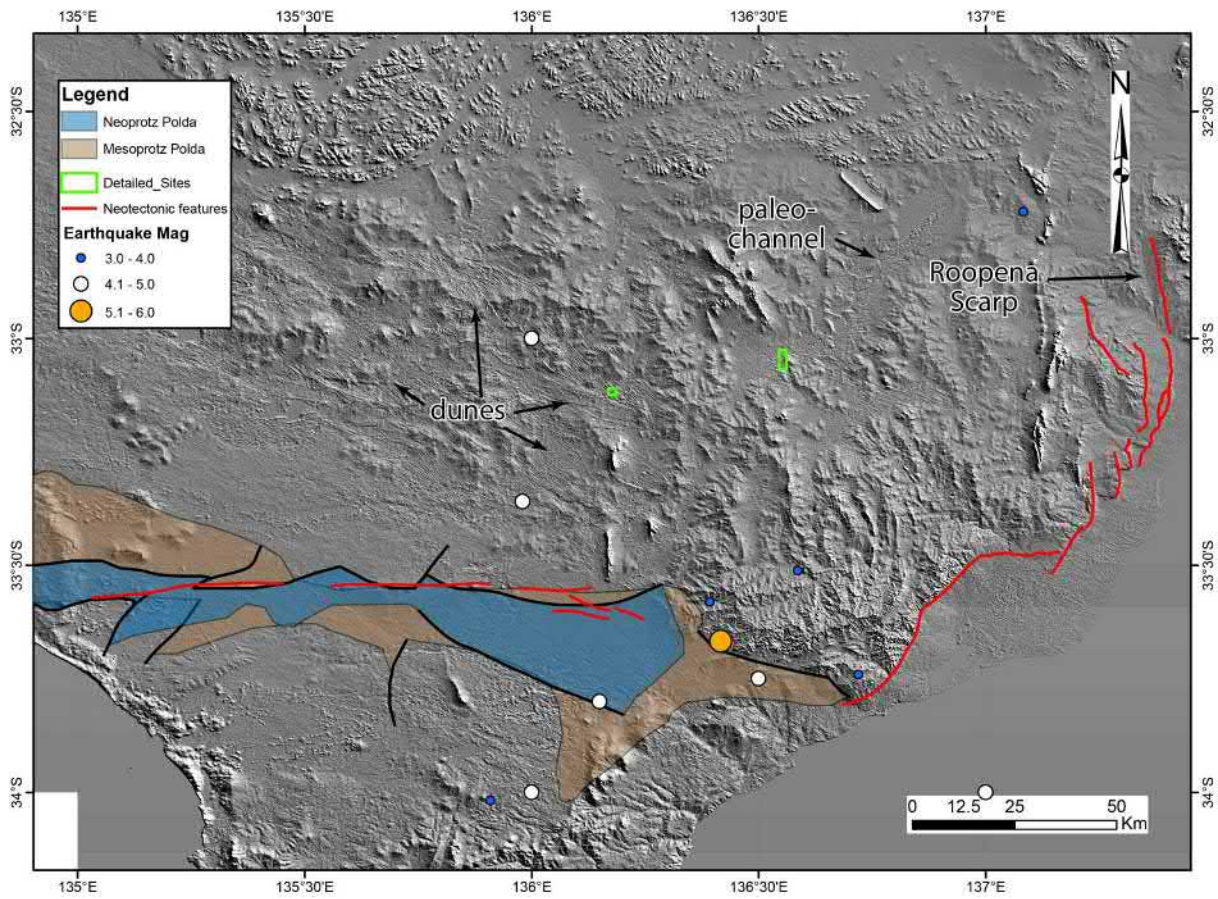 135°E
135°30'E
136°E
136°30'E
137°E
32°30'S
33°S
33°30'S
34°S
Legend
Neoprotz Polda
Mesoprotz Polda
Detailed_Sites
Neotectonic features
Earthquake Mag
3.0 - 4.0
4.1 - 5.0
5.1 - 6.0
N
paleo-
channel
Roopena
Scarp
dunes
32°30'S
33°S
33°30'S
34°S
0 12.5 25 50
Km
135°E
135°30'E
136°E
136°30'E
137°E